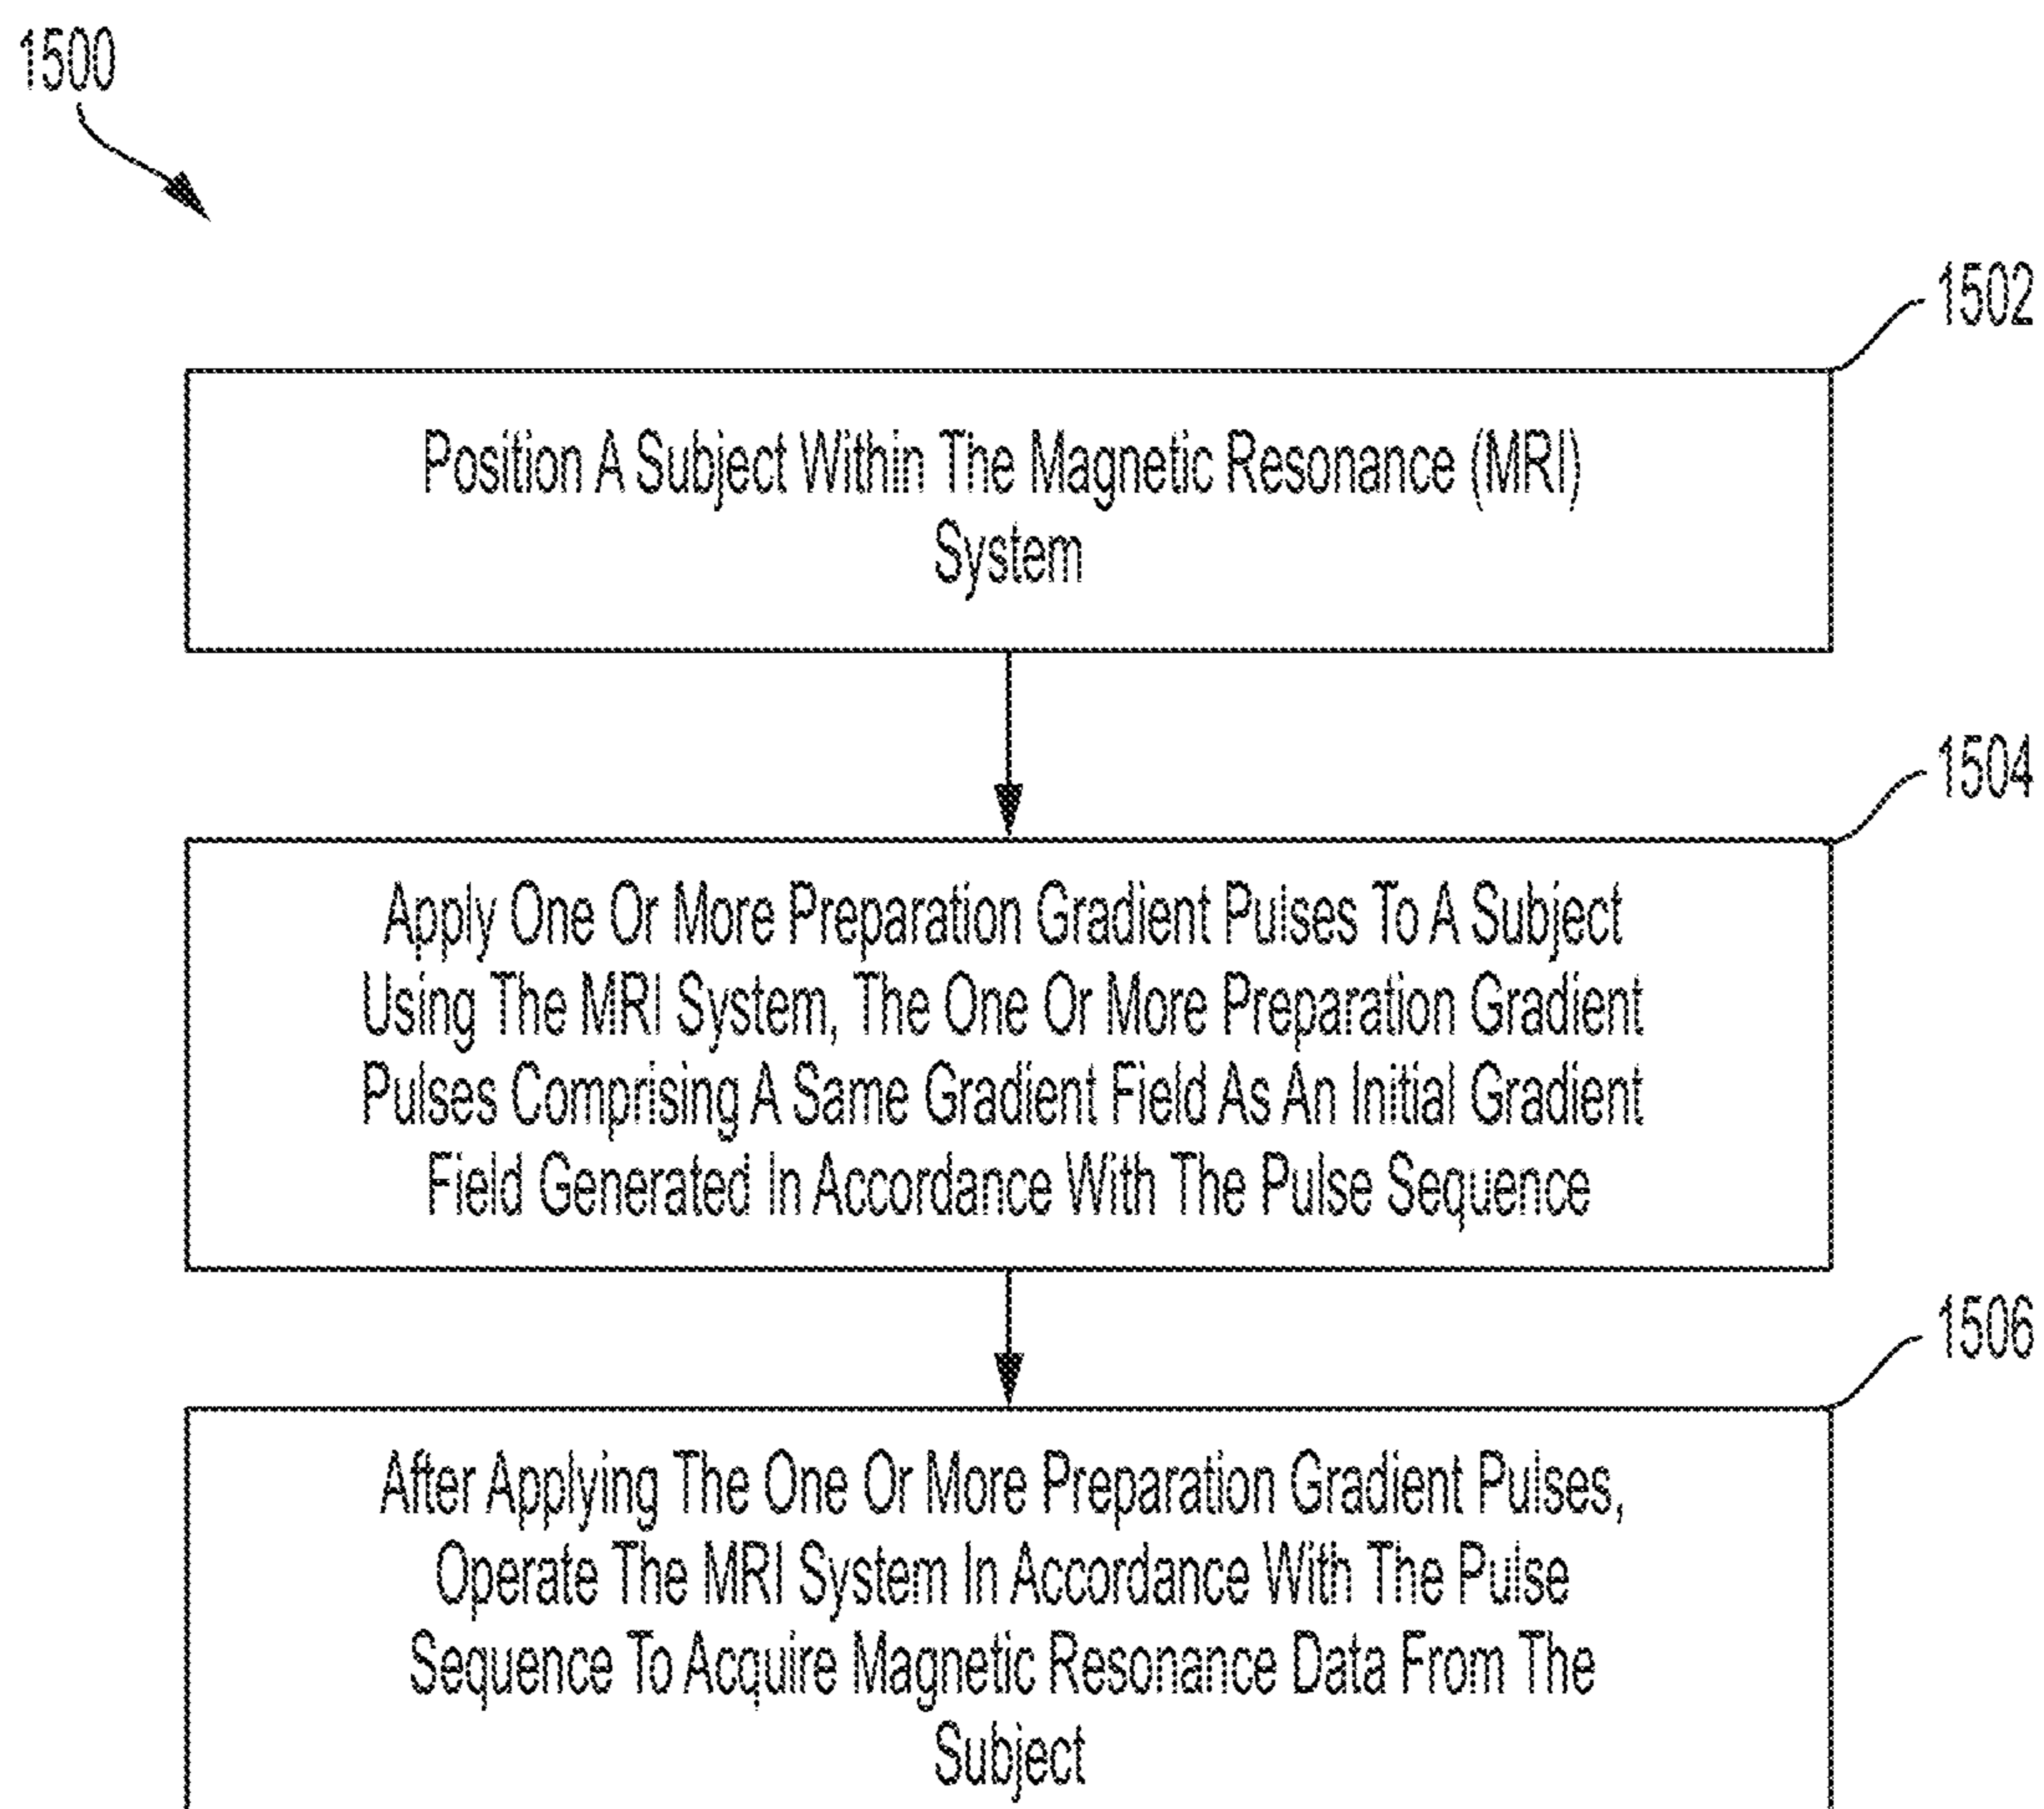 1500
1502
Position A Subject Within The Magnetic Resonance (MRI)
System
1504
Apply One Or More Preparation Gradient Pulses To A Subject
Using The MRI System, The One Or More Preparation Gradient
Pulses Comprising A Same Gradient Field As An Initial Gradient
Field Generated In Accordance With The Pulse Sequence
1506
After Applying The One Or More Preparation Gradient Pulses,
Operate The MRI System In Accordance With The Pulse
Sequence To Acquire Magnetic Resonance Data From The
Subject